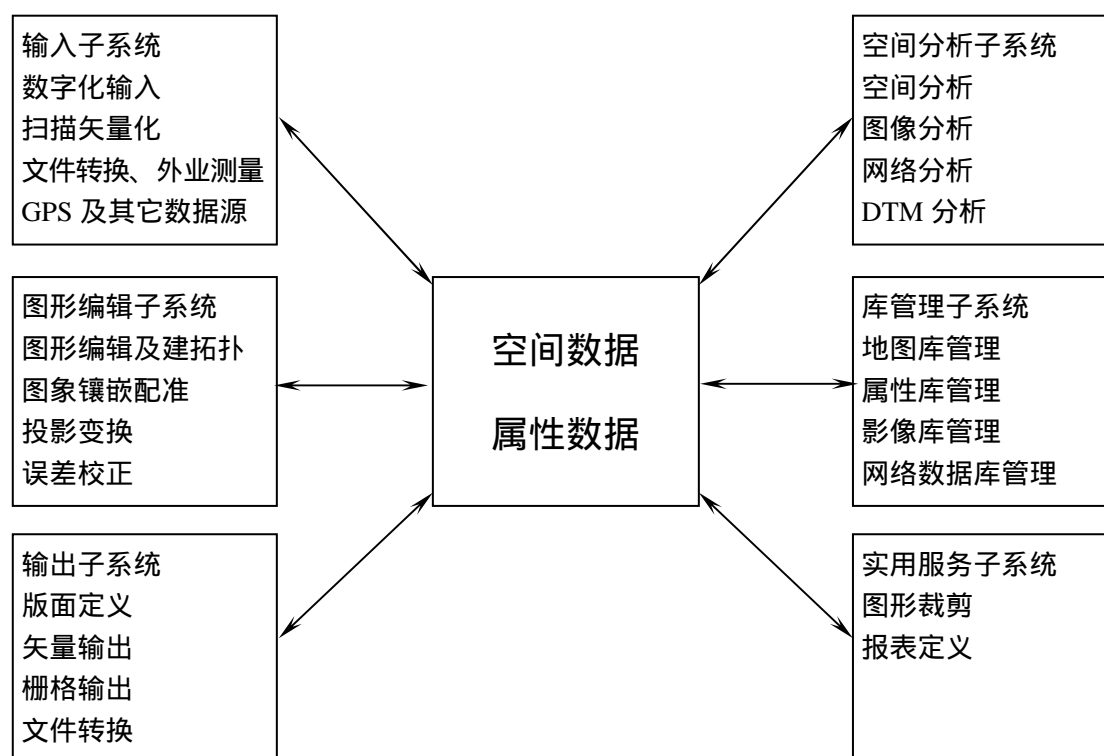 输入子系统
数字化输入
扫描矢量化
文件转换、外业测量
GPS 及其它数据源
空间分析子系统
空间分析
图像分析
网络分析
DTM 分析
图形编辑子系统
图形编辑及建拓扑
图象镶嵌配准
投影变换
误差校正
空间数据
属性数据
库管理子系统
地图库管理
属性库管理
影像库管理
网络数据库管理
输出子系统
版面定义
矢量输出
栅格输出
文件转换
实用服务子系统
图形裁剪
报表定义